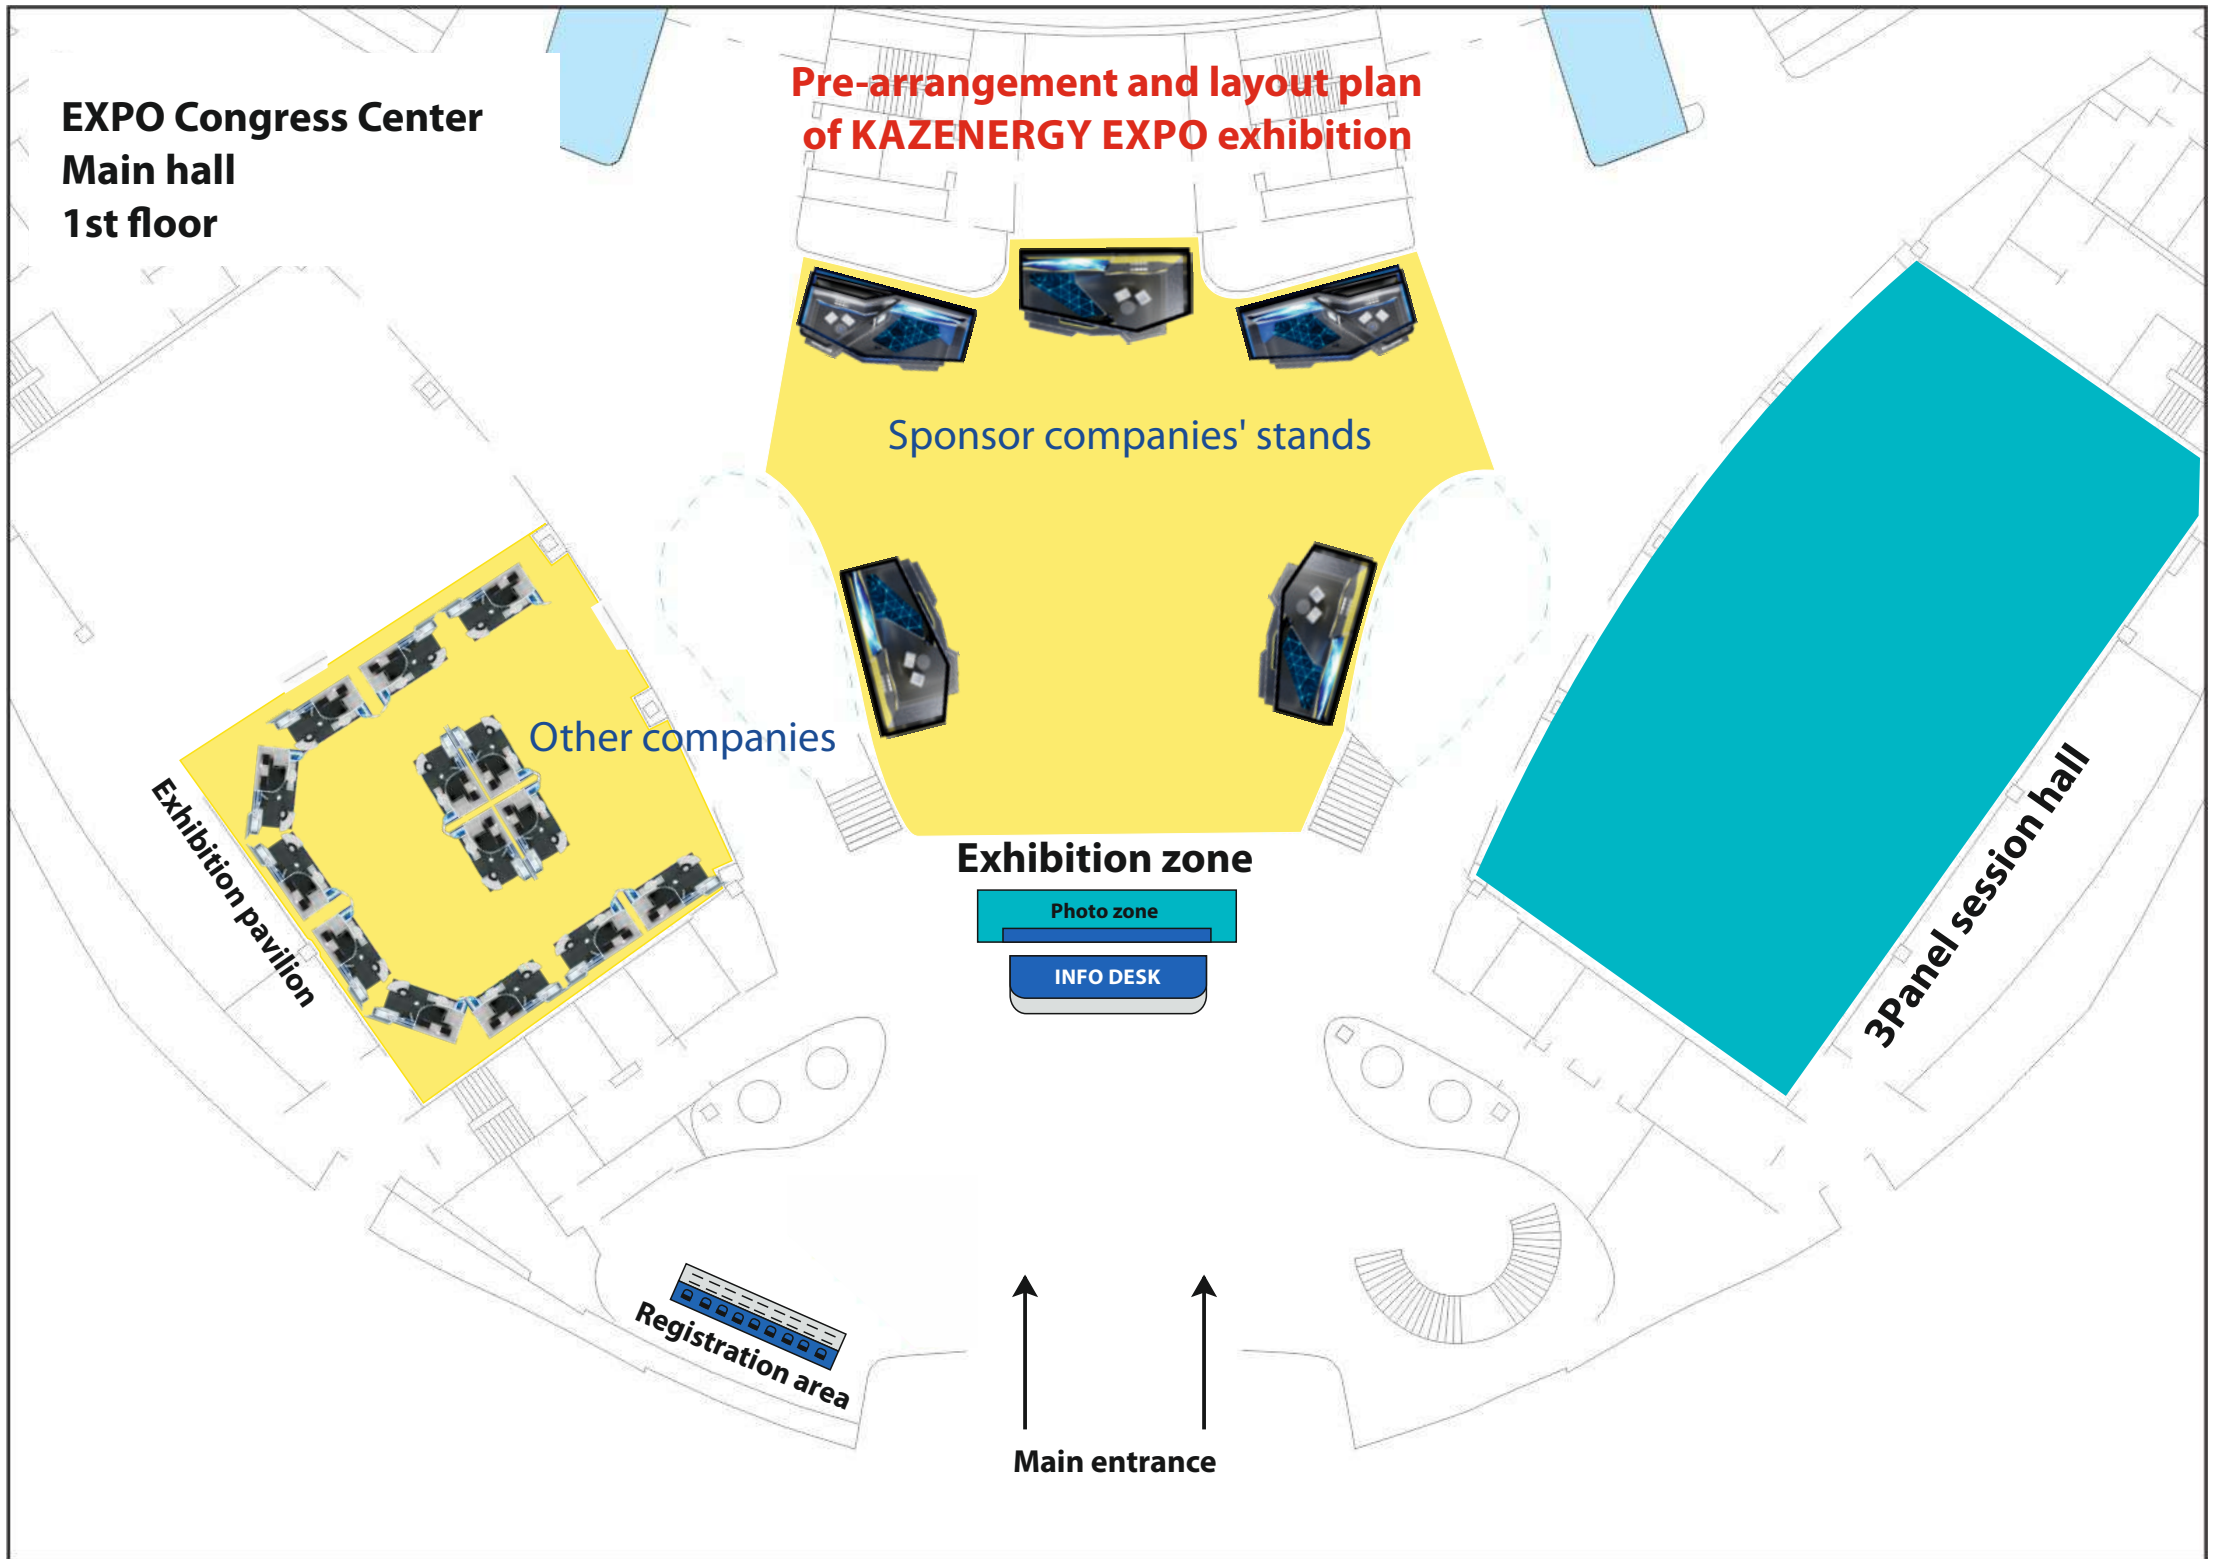 EXPO Congress Center
Main hall
1st floor
Pre-arrangement and layout plan
of KAZENERGY EXPO exhibition
Sponsor companies' stands
Other companies
Exhibition pavilion
Exhibition zone
Photo zone
INFO DESK
3Panel session hall
Registration area
Main entrance